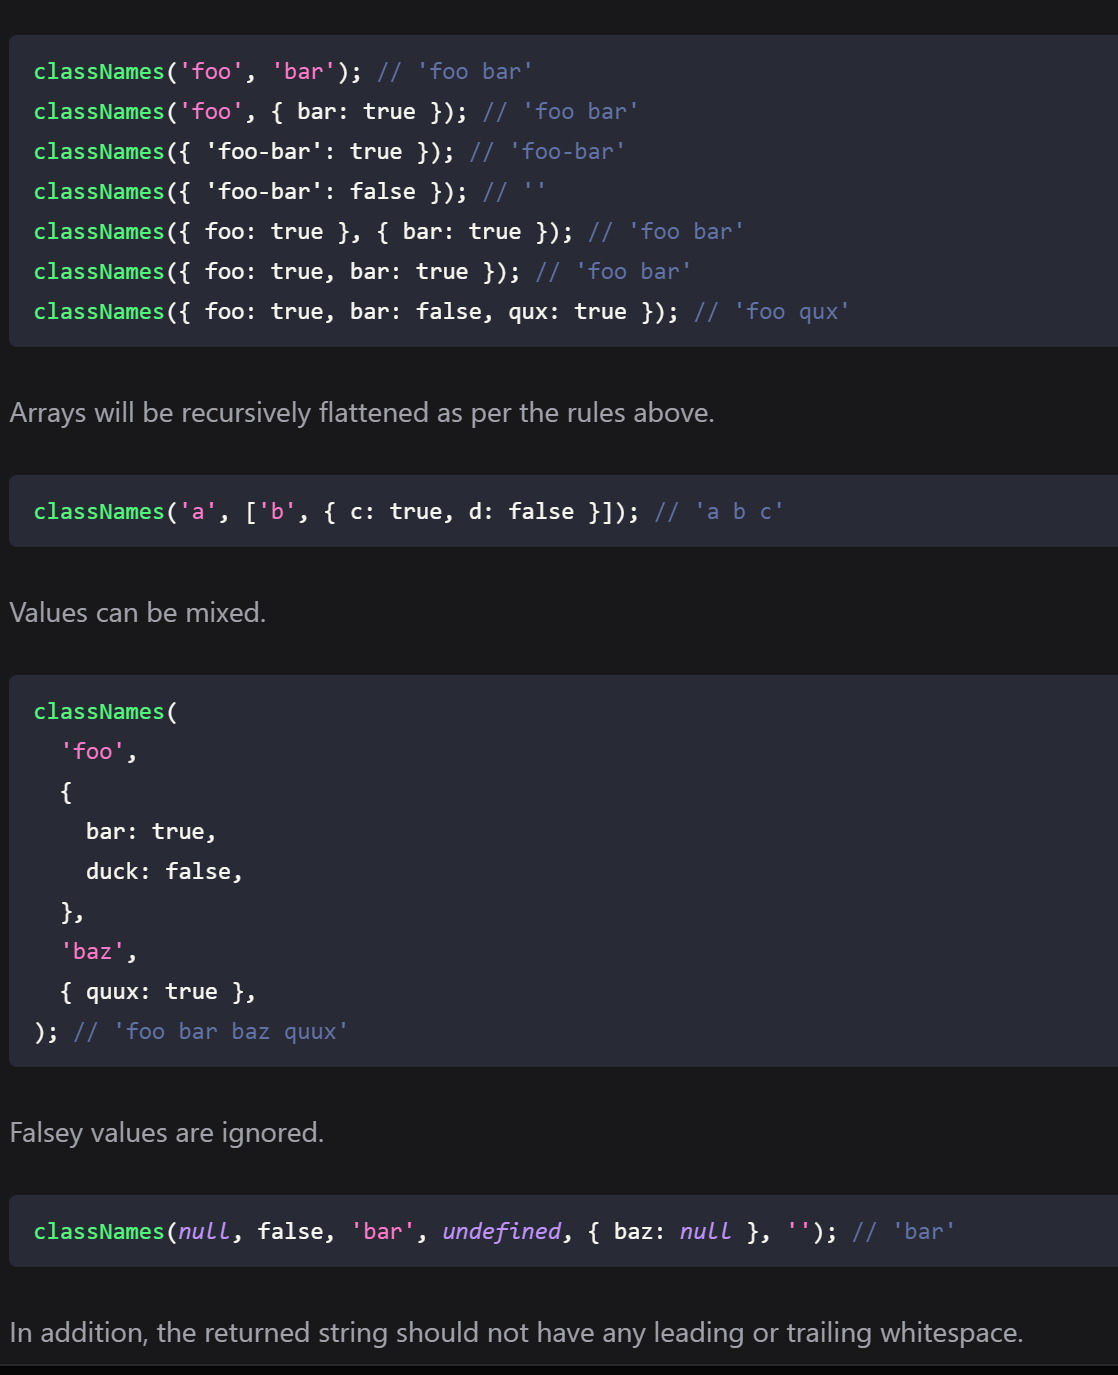 classNames('foo', 'bar'); // 'foo bar'
classNames('foo', { bar: true }); // 'foo bar'
classNames({ 'foo-bar': true }); // 'foo-bar'
classNames({ 'foo-bar': false }); // ''
classNames({ foo: true }, { bar: true }); // 'foo bar'
classNames({ foo: true, bar: true }); // 'foo bar'
classNames({ foo: true, bar: false, qux: true }); // 'foo qux'
Arrays will be recursively flattened as per the rules above.
classNames('a', ['b', { c: true, d: false }]); // 'a b c'
Values can be mixed.
classNames(
  'foo',
  {
    bar: true,
    duck: false,
  },
  'baz',
  { quux: true },
); // 'foo bar baz quux'
Falsey values are ignored.
classNames(null, false, 'bar', undefined, { baz: null }, ''); // 'bar'
In addition, the returned string should not have any leading or trailing whitespace.